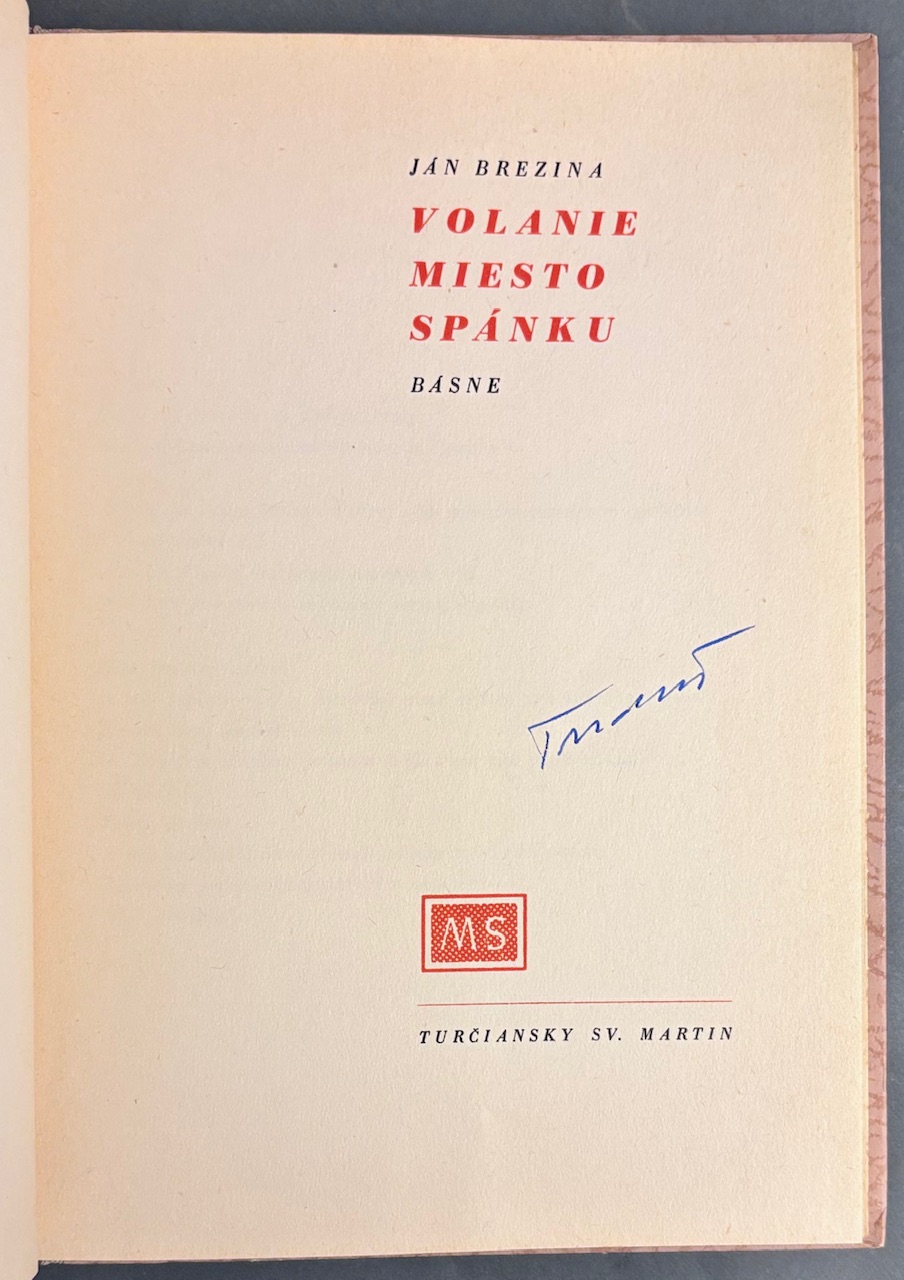 JÁN BREZINA
VOLANIE
MIESTO
SPÁNKU
BÁSNE
MS
TURČIANSKY SV. MARTIN